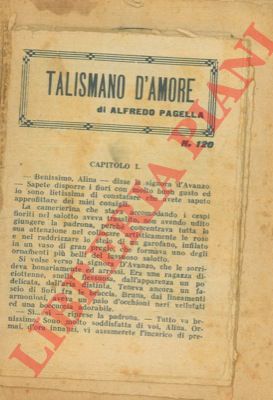 TALISMANO D'AMORE
di ALFREDO PAGELLA
N. 120
CAPITOLO I.
— Benissimo, Alina — disse la signora d'Avanzo.
— Sapete disporre i fiori con molto buon gusto ed
io sono lietissima di constatare che avete saputo
approfittare dei miei consigli.
La camerierina che stava accomodando i cespi
fioriti nel salotto aveva trasalito, non avendo udito
giungere la padrona, perchè concentrava tutta la
sua attenzione nel collocare artisticamente le rose
e nel raddrizzare lo stelo di un garofano, infilato
in un vaso di gran pregio, che formava uno degli
ornamenti più belli del lussuoso salotto.
Si volse verso la signora D'Avanzo, che le sorri-
deva bonariamente ed arrossì. Era una ragazza di-
ciottenne, snella, flessuosa, dall'apparenza un po'
delicata, dall'aria distinta. Teneva ancora un fa-
scio di fiori fra le braccia. Bruna, dai lineamenti
armoniosi, aveva un paio d'occhioni neri vellutati
ed una boccuccia adorabile.
— Sì... — riprese la padrona. — Tutto va be-
nissimo! Sono molto soddisfatta di voi, Alina. Or-
mai, d'ora innanzi, vi assumerete l'incarico di pre-
LIBRARIA PIANI